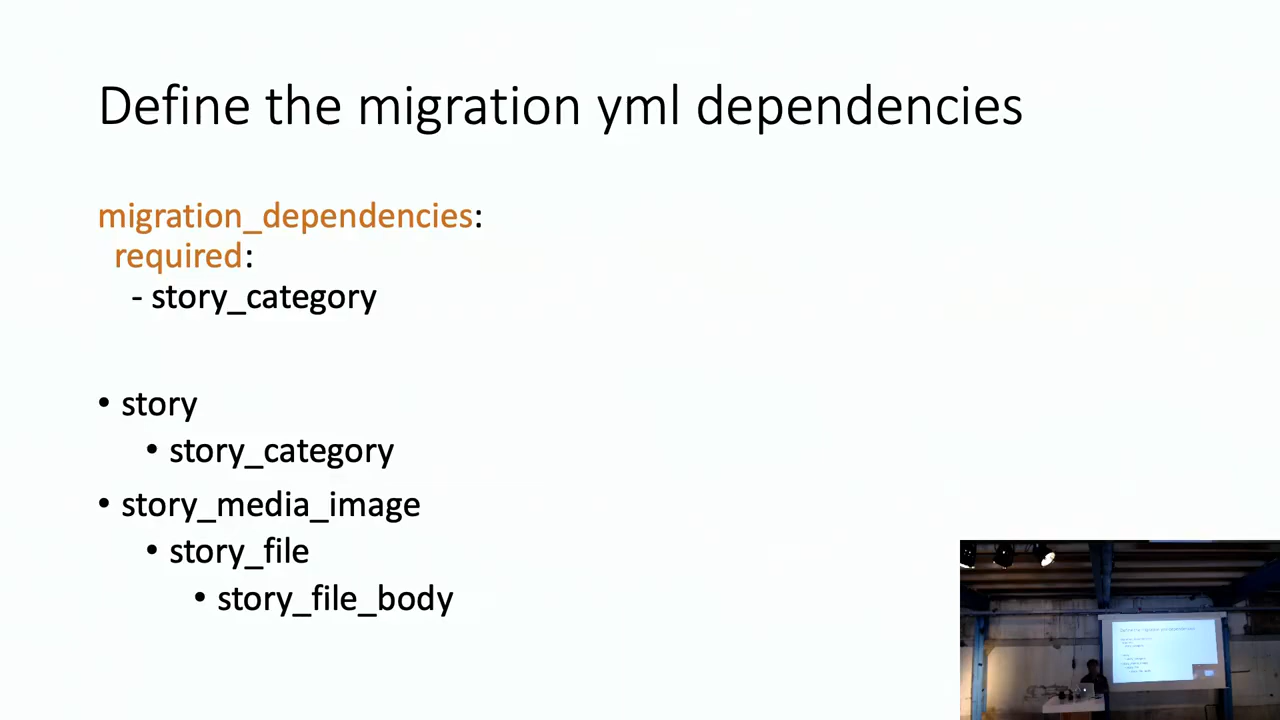 Define the migration yml dependencies
migration_dependencies:
required:
- story_category
• story
• story_category
• story_media_image
• story_file
• story_file_body